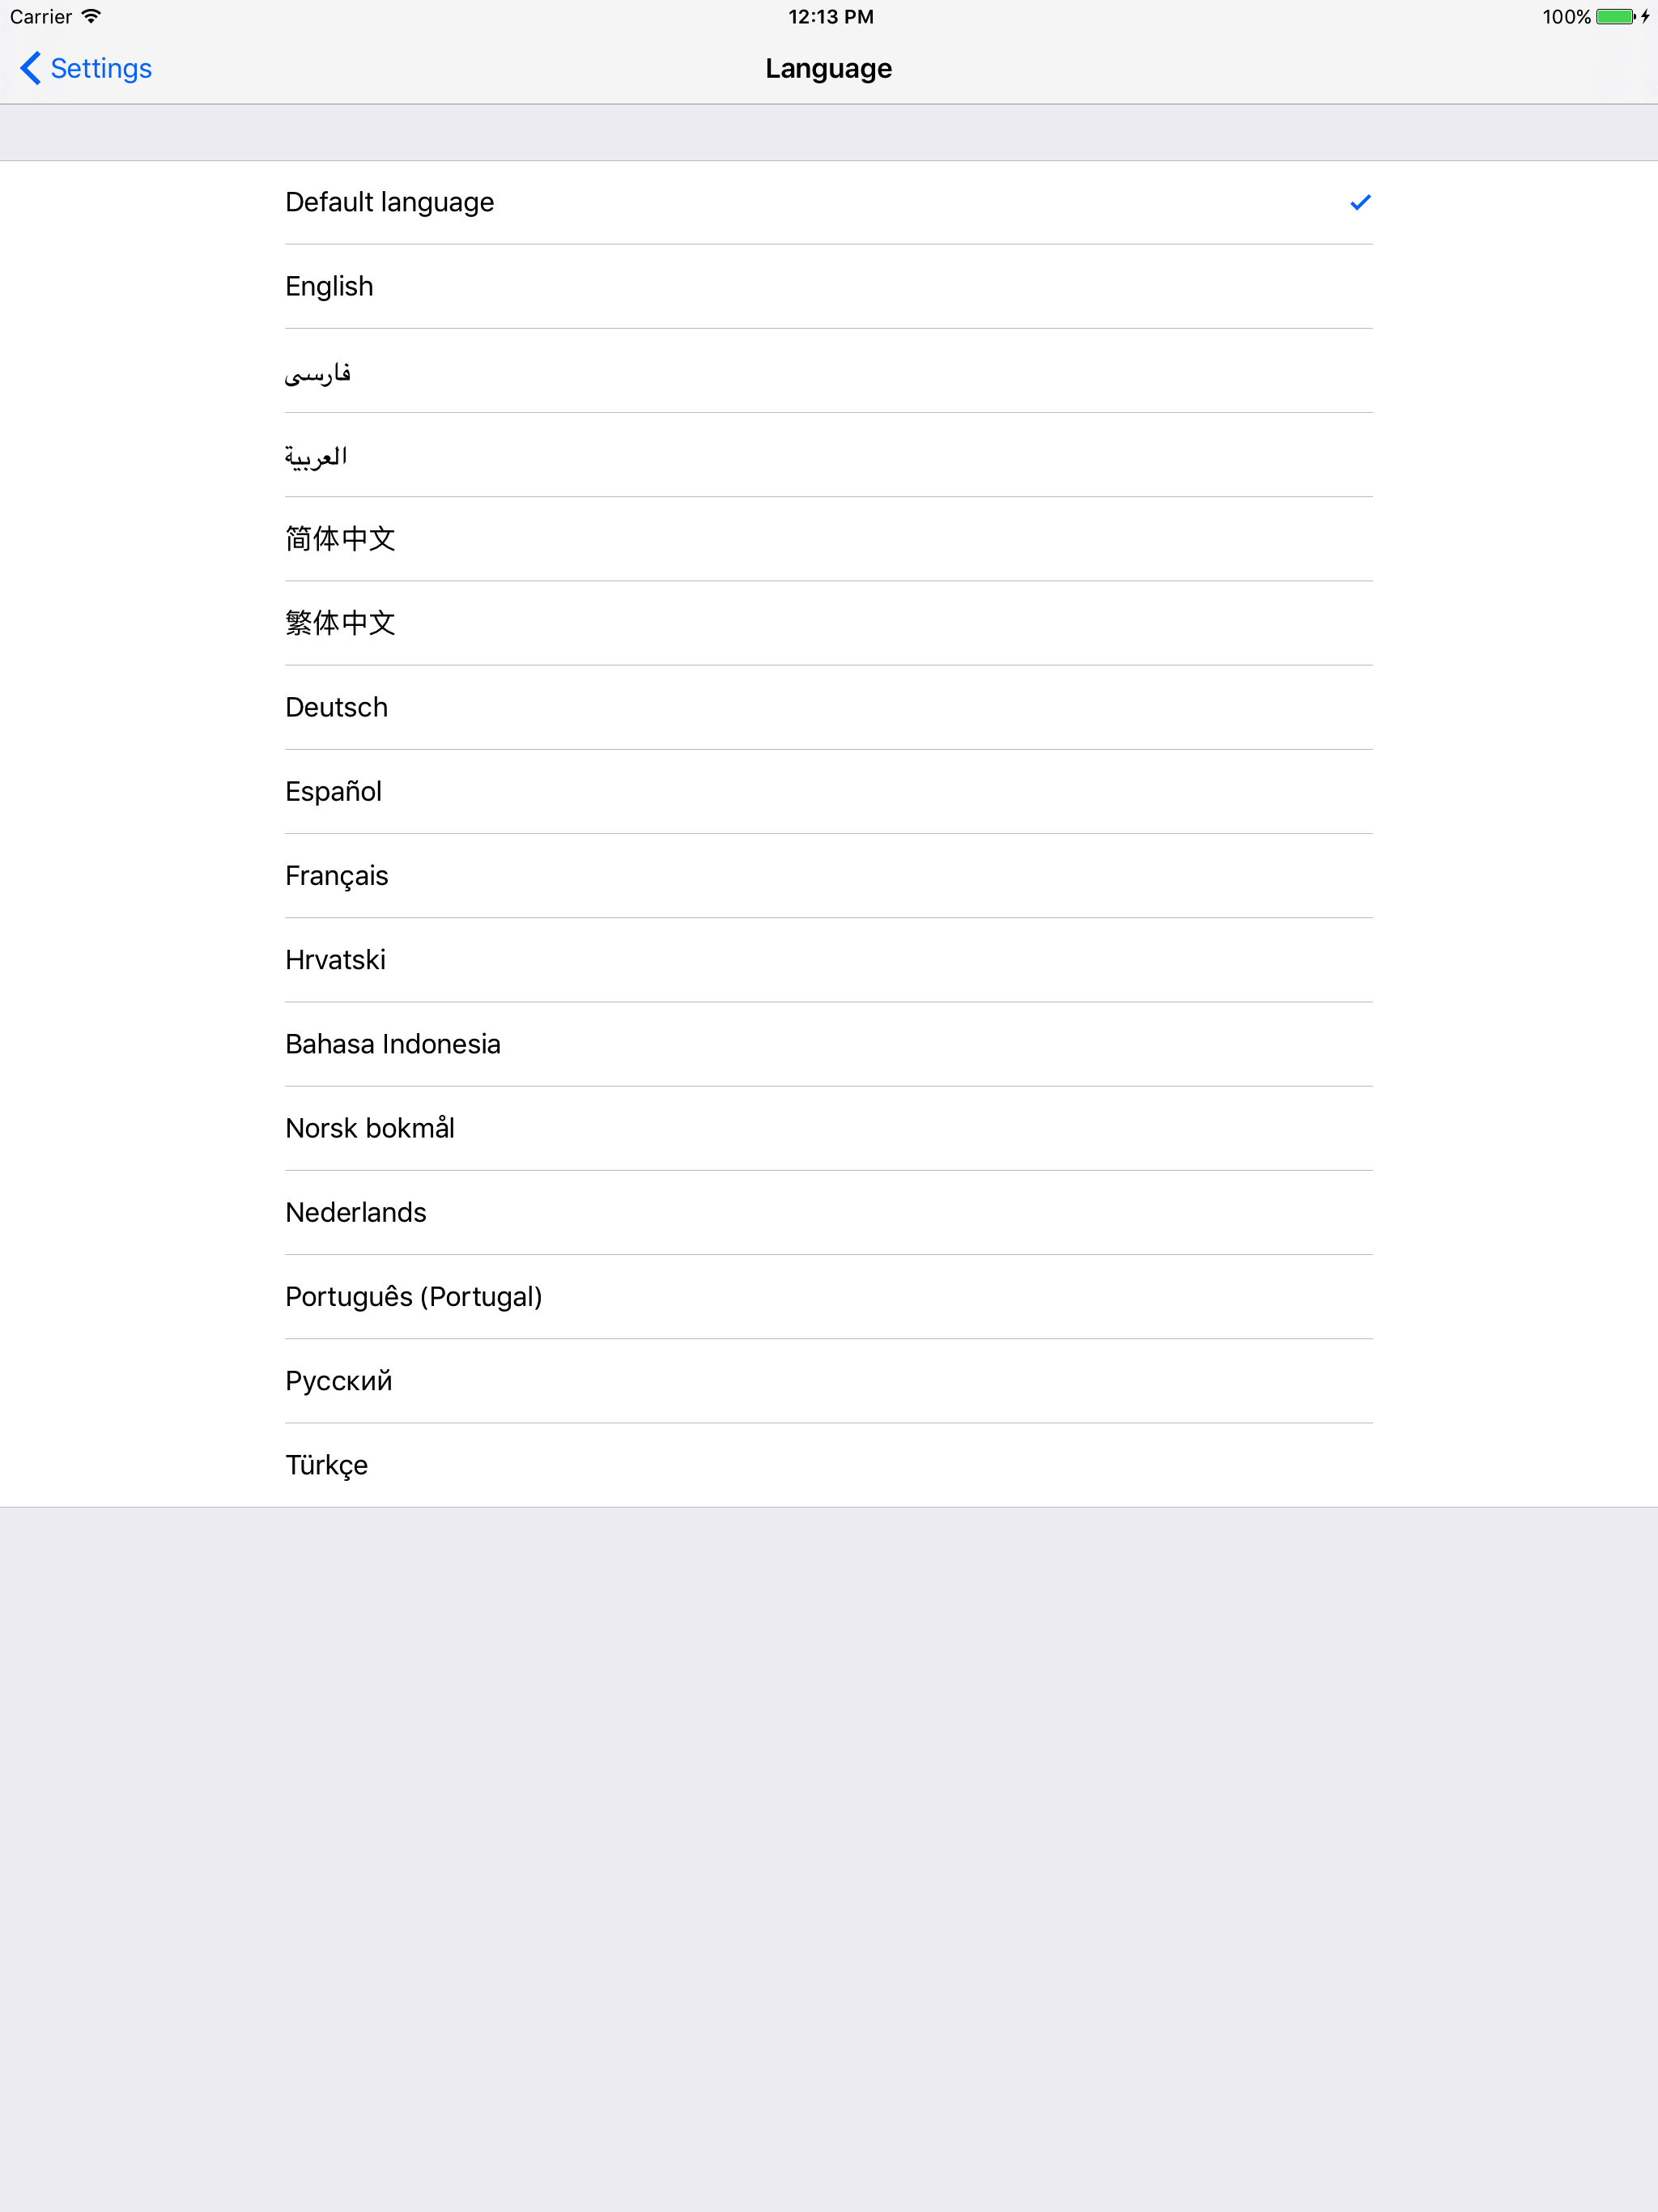 Carrier 12:13 PM 100%
Settings Language
Default language
English
فارسی
العربية
简体中文
繁体中文
Deutsch
Español
Français
Hrvatski
Bahasa Indonesia
Norsk bokmål
Nederlands
Português (Portugal)
Русский
Türkçe